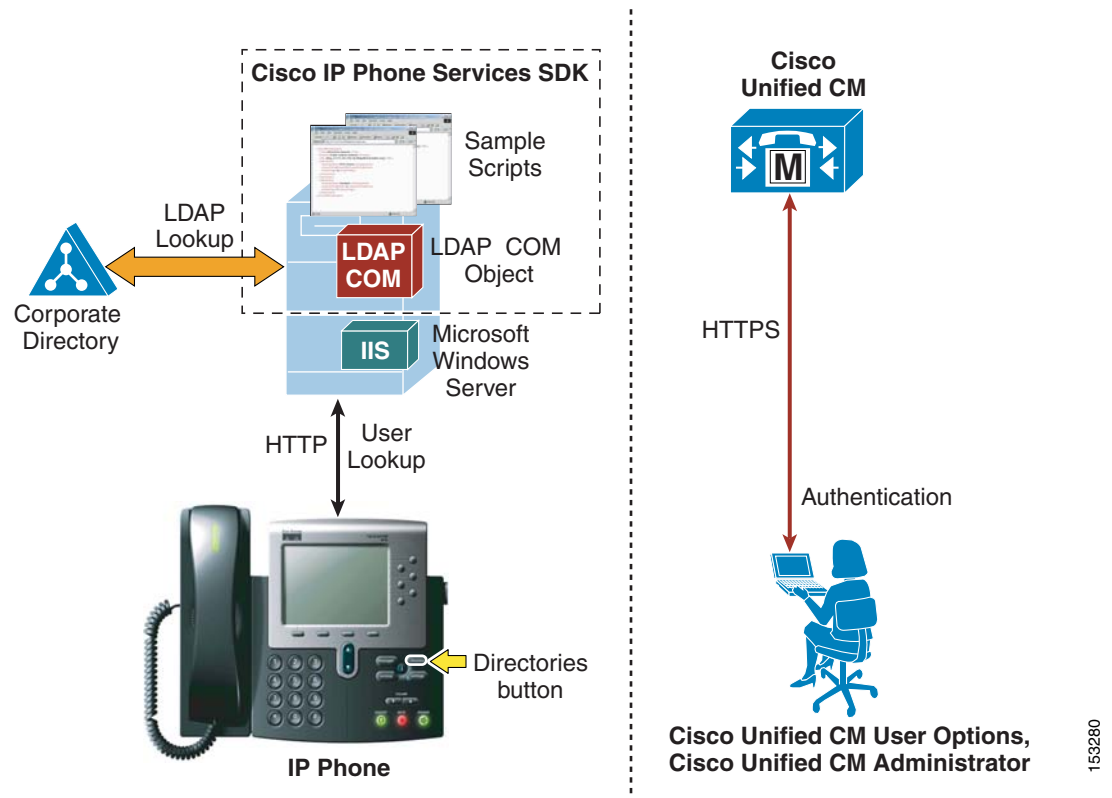 Cisco IP Phone Services SDK
Sample
Scripts
LDAP
Lookup
LDAP
COM
LDAP COM
Object
Corporate
Directory
IIS
Microsoft
Windows
Server
HTTP
User
Lookup
Directories
button
IP Phone
Cisco
Unified CM
M
HTTPS
Authentication
Cisco Unified CM User Options,
Cisco Unified CM Administrator
153280